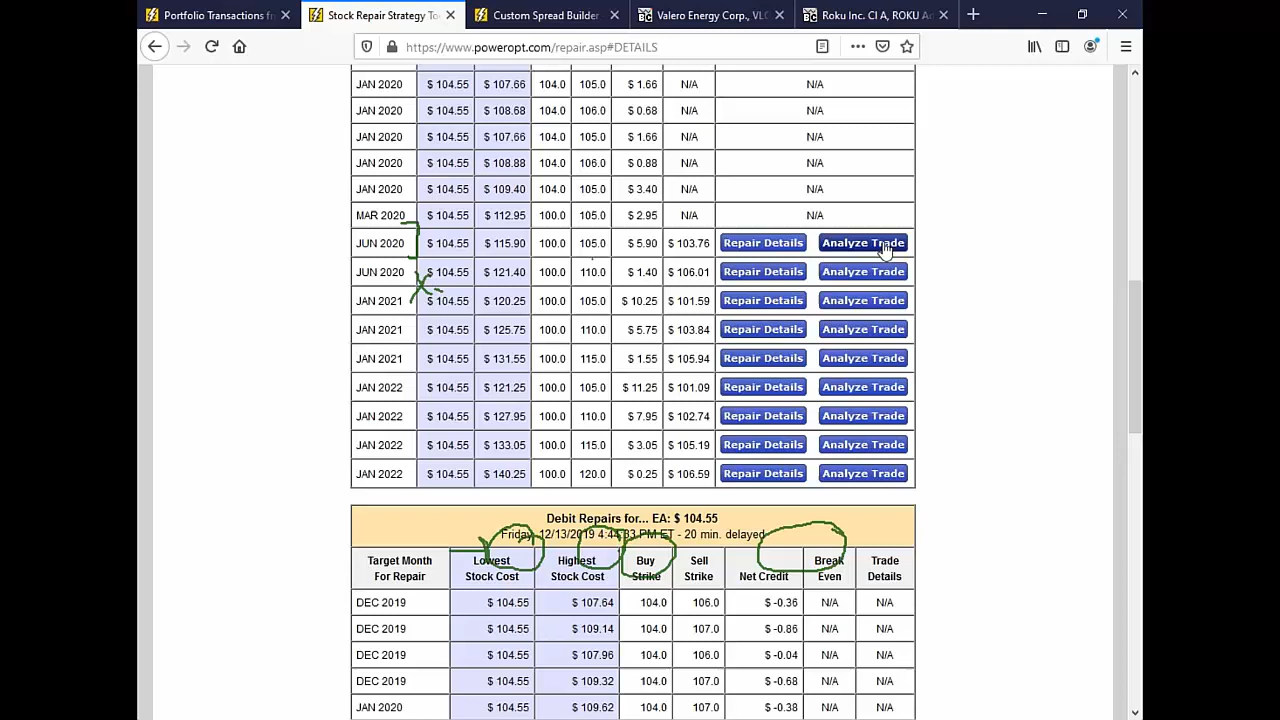 Portfolio Transactions fr
Stock Repair Strategy To
Custom Spread Builder
Valero Energy Corp., VLO
Roku Inc. Cl A, ROKU Ad
https://www.poweropt.com/repair.asp#DETAILS
JAN 2020 $ 104.55 $ 107.66 104.0 105.0 $ 1.66 N/A N/A
JAN 2020 $ 104.55 $ 108.68 104.0 106.0 $ 0.68 N/A N/A
JAN 2020 $ 104.55 $ 107.66 104.0 105.0 $ 1.66 N/A N/A
JAN 2020 $ 104.55 $ 108.88 104.0 106.0 $ 0.88 N/A N/A
JAN 2020 $ 104.55 $ 109.40 104.0 105.0 $ 3.40 N/A N/A
MAR 2020 $ 104.55 $ 112.95 100.0 105.0 $ 2.95 N/A N/A
JUN 2020 $ 104.55 $ 115.90 100.0 105.0 $ 5.90 $ 103.76 Repair Details Analyze Trade
JUN 2020 $ 104.55 $ 121.40 100.0 110.0 $ 1.40 $ 106.01 Repair Details Analyze Trade
JAN 2021 $ 104.55 $ 120.25 100.0 105.0 $ 10.25 $ 101.59 Repair Details Analyze Trade
JAN 2021 $ 104.55 $ 125.75 100.0 110.0 $ 5.75 $ 103.84 Repair Details Analyze Trade
JAN 2021 $ 104.55 $ 131.55 100.0 115.0 $ 1.55 $ 105.94 Repair Details Analyze Trade
JAN 2022 $ 104.55 $ 121.25 100.0 105.0 $ 11.25 $ 101.09 Repair Details Analyze Trade
JAN 2022 $ 104.55 $ 127.95 100.0 110.0 $ 7.95 $ 102.74 Repair Details Analyze Trade
JAN 2022 $ 104.55 $ 133.05 100.0 115.0 $ 3.05 $ 105.19 Repair Details Analyze Trade
JAN 2022 $ 104.55 $ 140.25 100.0 120.0 $ 0.25 $ 106.59 Repair Details Analyze Trade
Debit Repairs for... EA: $ 104.55
Friday, 12/13/2019 4:44:33 PM ET - 20 min. delayed
Target Month Lowest Highest Buy Sell Break Trade
For Repair Stock Cost Stock Cost Strike Strike Net Credit Even Details
DEC 2019 $ 104.55 $ 107.64 104.0 106.0 $ -0.36 N/A N/A
DEC 2019 $ 104.55 $ 109.14 104.0 107.0 $ -0.86 N/A N/A
DEC 2019 $ 104.55 $ 107.96 104.0 106.0 $ -0.04 N/A N/A
DEC 2019 $ 104.55 $ 109.32 104.0 107.0 $ -0.68 N/A N/A
JAN 2020 $ 104.55 $ 109.62 104.0 107.0 $ -0.38 N/A N/A